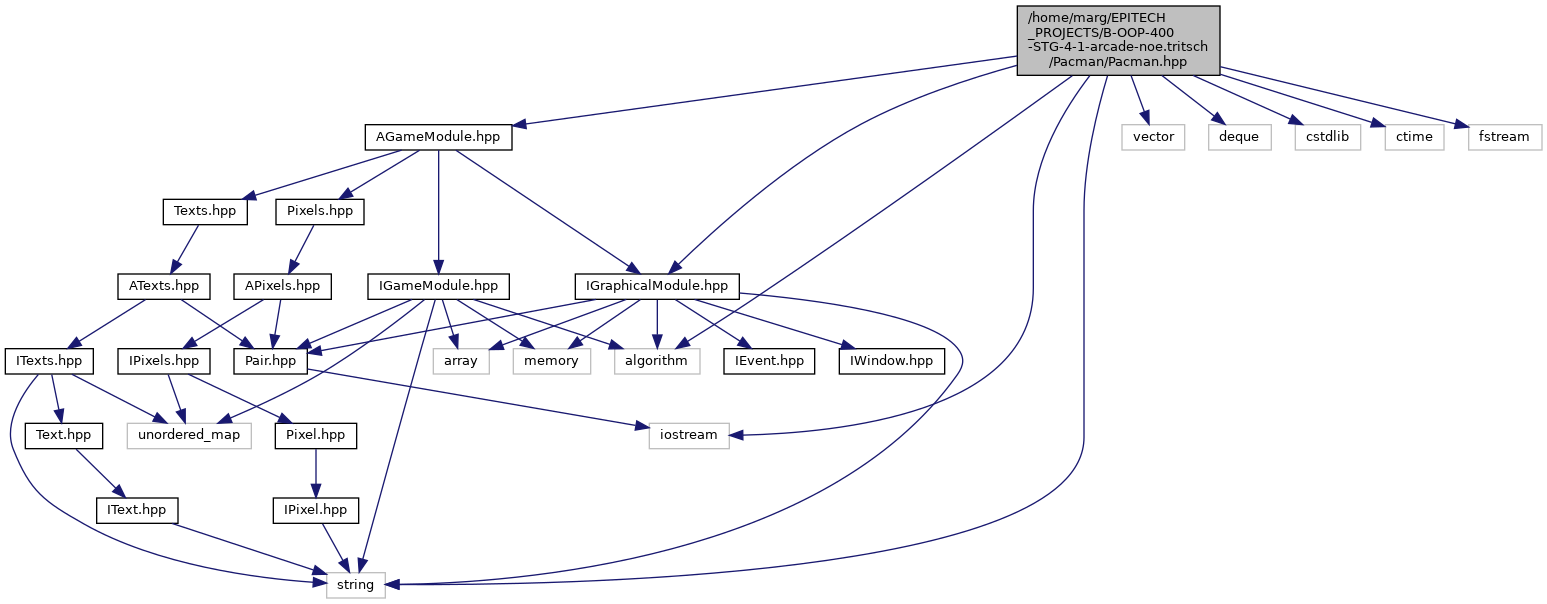 /home/marg/EPITECH
_PROJECTS/B-OOP-400
-STG-4-1-arcade-noe.tritsch
/Pacman/Pacman.hpp
AGameModule.hpp
vector
deque
cstdlib
ctime
fstream
Texts.hpp
Pixels.hpp
ATexts.hpp
APixels.hpp
IGameModule.hpp
IGraphicalModule.hpp
ITexts.hpp
IPixels.hpp
Pair.hpp
array
memory
algorithm
IEvent.hpp
IWindow.hpp
Text.hpp
unordered_map
Pixel.hpp
iostream
IText.hpp
IPixel.hpp
string